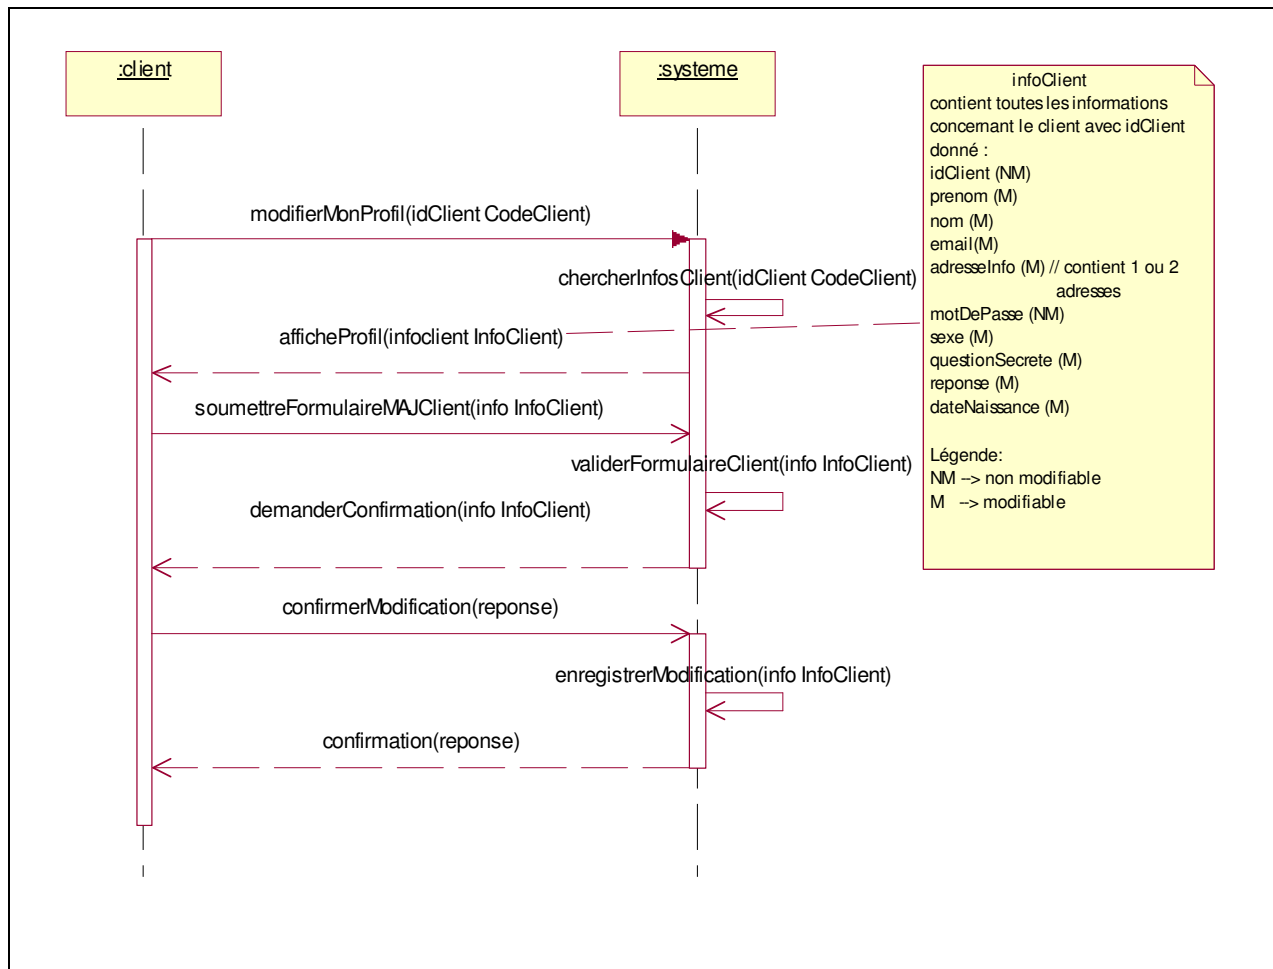 :client
:systeme
infoClient
contient toutes les informations
concernant le client avec idClient
donné :
idClient (NM)
prenom (M)
nom (M)
email(M)
adresseInfo (M) // contient 1 ou 2
adresses
motDePasse (NM)
sexe (M)
questionSecrete (M)
reponse (M)
dateNaissance (M)
Légende:
NM --> non modifiable
M --> modifiable
modifierMonProfil(idClient CodeClient)
chercherInfosClient(idClient CodeClient)
afficheProfil(infoclient InfoClient)
soumettreFormulaireMAJClient(info InfoClient)
validerFormulaireClient(info InfoClient)
demanderConfirmation(info InfoClient)
confirmerModification(reponse)
enregistrerModification(info InfoClient)
confirmation(reponse)